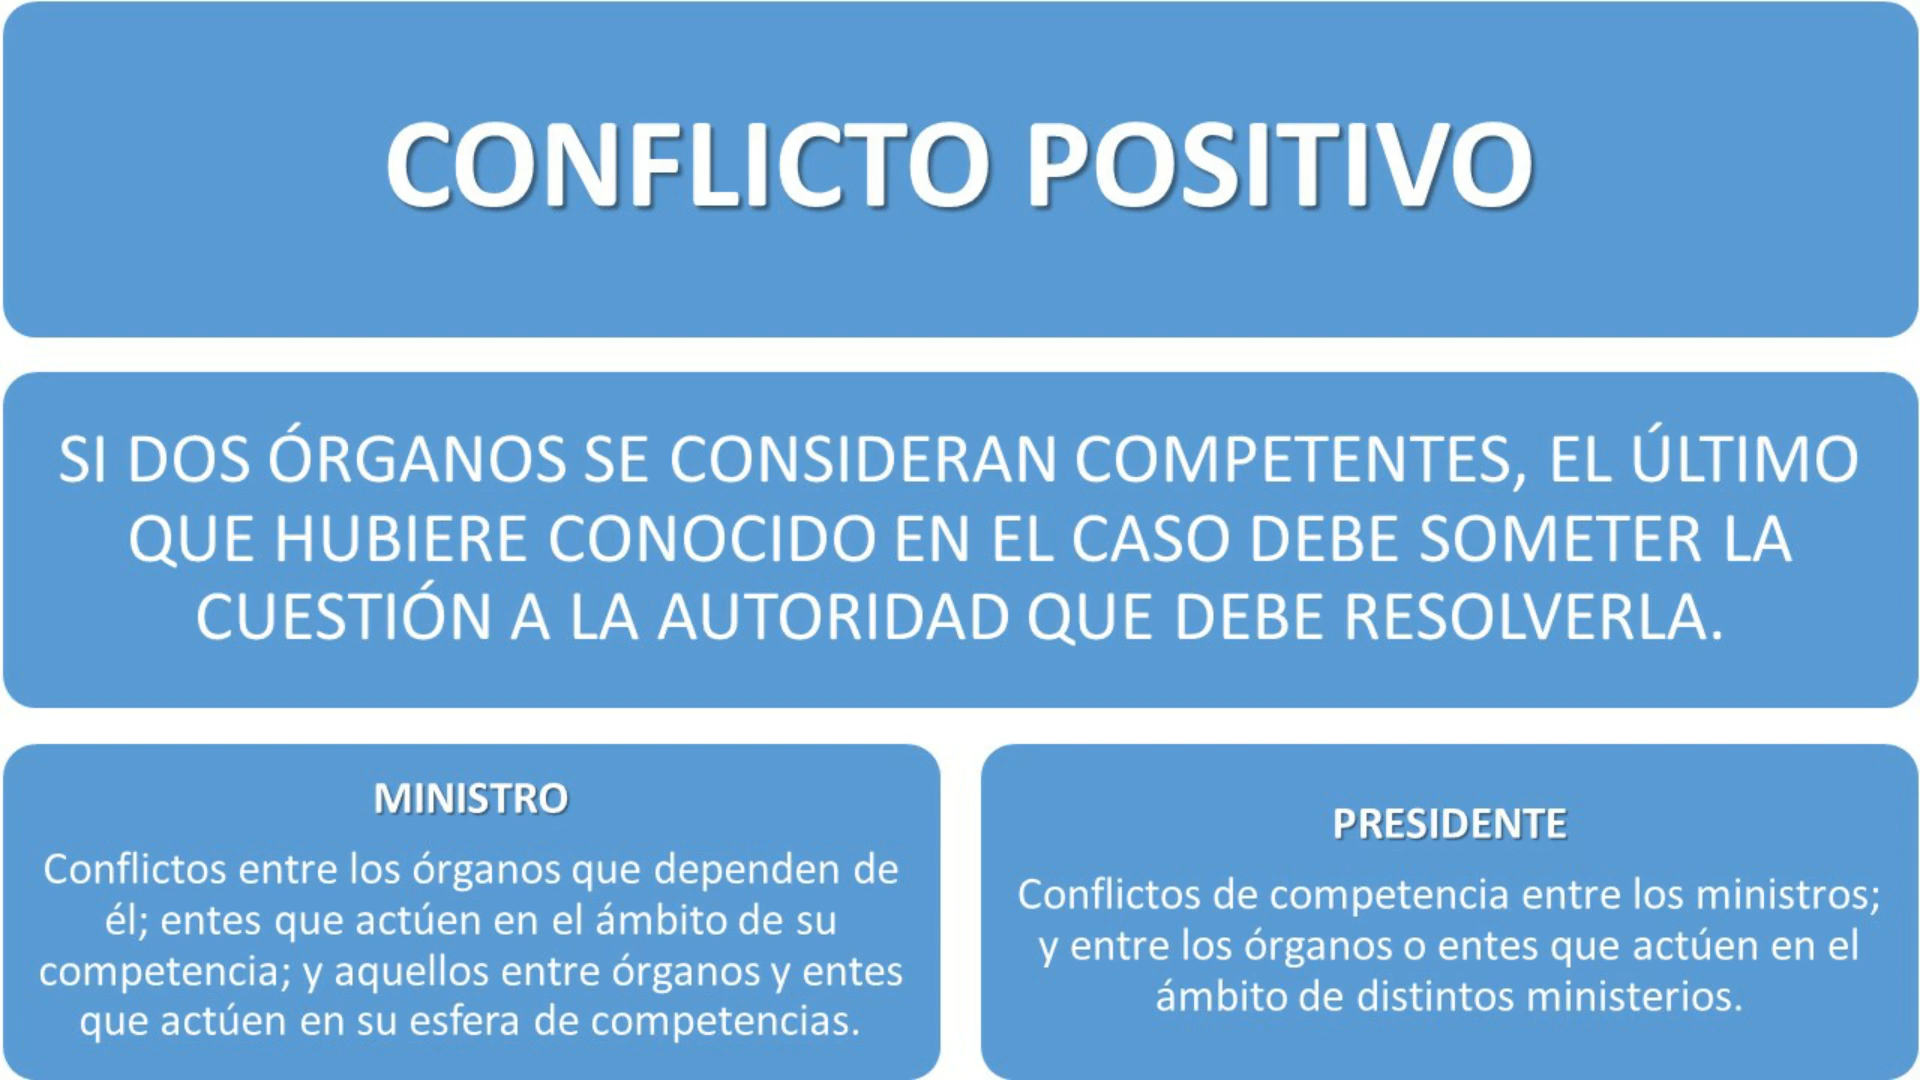 CONFLICTO POSITIVO
SI DOS ÓRGANOS SE CONSIDERAN COMPETENTES, EL ÚLTIMO
QUE HUBIERE CONOCIDO EN EL CASO DEBE SOMETER LA
CUESTIÓN A LA AUTORIDAD QUE DEBE RESOLVERLA.
MINISTRO
Conflictos entre los órganos que dependen de
él; entes que actúen en el ámbito de su
competencia; y aquellos entre órganos y entes
que actúen en su esfera de competencias.
PRESIDENTE
Conflictos de competencia entre los ministros;
y entre los órganos o entes que actúen en el
ámbito de distintos ministerios.